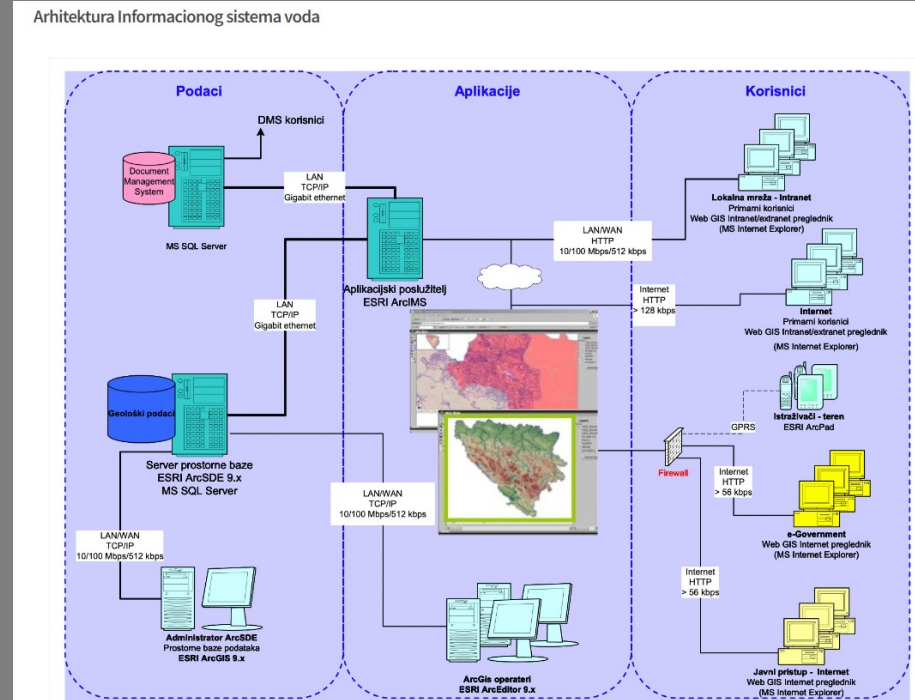 Arhitektura Informacionog sistema voda
Podaci
Aplikacije
Korisnici
DMS korisnici
Document
Management
System
MS SQL Server
LAN
TCP/IP
Gigabit ethernet
Aplikacijski poslužitelj
ESRI ArcIMS
LAN/WAN
HTTP
10/100 Mbps/512 kbps
Lokalna mreža - Intranet
Primarni korisnici
Web GIS Intranet/extranet preglednik
(MS Internet Explorer)
Internet
HTTP
> 128 kbps
Internet
Primarni korisnici
Web GIS Intranet/extranet preglednik
(MS Internet Explorer)
LAN
TCP/IP
Gigabit ethernet
Geološki podaci
Server prostorne baze
ESRI ArcSDE 9.x
MS SQL Server
Istraživači - teren
ESRI ArcPad
GPRS
Firewall
Internet
HTTP
> 56 kbps
e-Government
Web GIS Internet preglednik
(MS Internet Explorer)
LAN/WAN
TCP/IP
10/100 Mbps/512 kbps
LAN/WAN
TCP/IP
10/100 Mbps/512 kbps
Internet
HTTP
> 56 kbps
Administrator ArcSDE
Prostorne baze podataka
ESRI ArcGIS 9.x
ArcGis operateri
ESRI ArcEditor 9.x
Javni pristup - Internet
Web GIS Internet preglednik
(MS Internet Explorer)